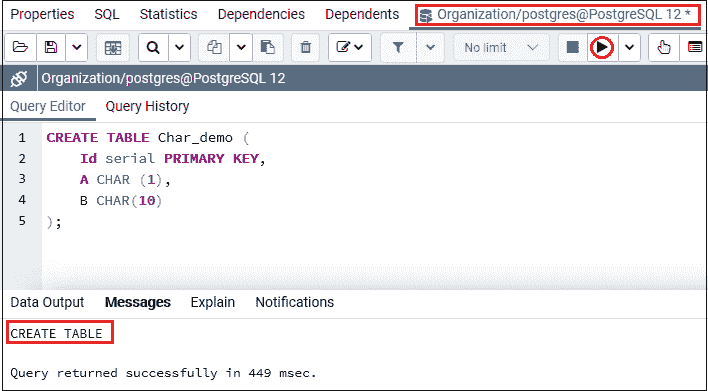 Properties SQL Statistics Dependencies Dependents Organization/postgres@PostgreSQL 12 *
No limit
Organization/postgres@PostgreSQL 12
Query Editor Query History
1 CREATE TABLE Char_demo (
2 Id serial PRIMARY KEY,
3 A CHAR (1),
4 B CHAR(10)
5 );
Data Output Messages Explain Notifications
CREATE TABLE
Query returned successfully in 449 msec.